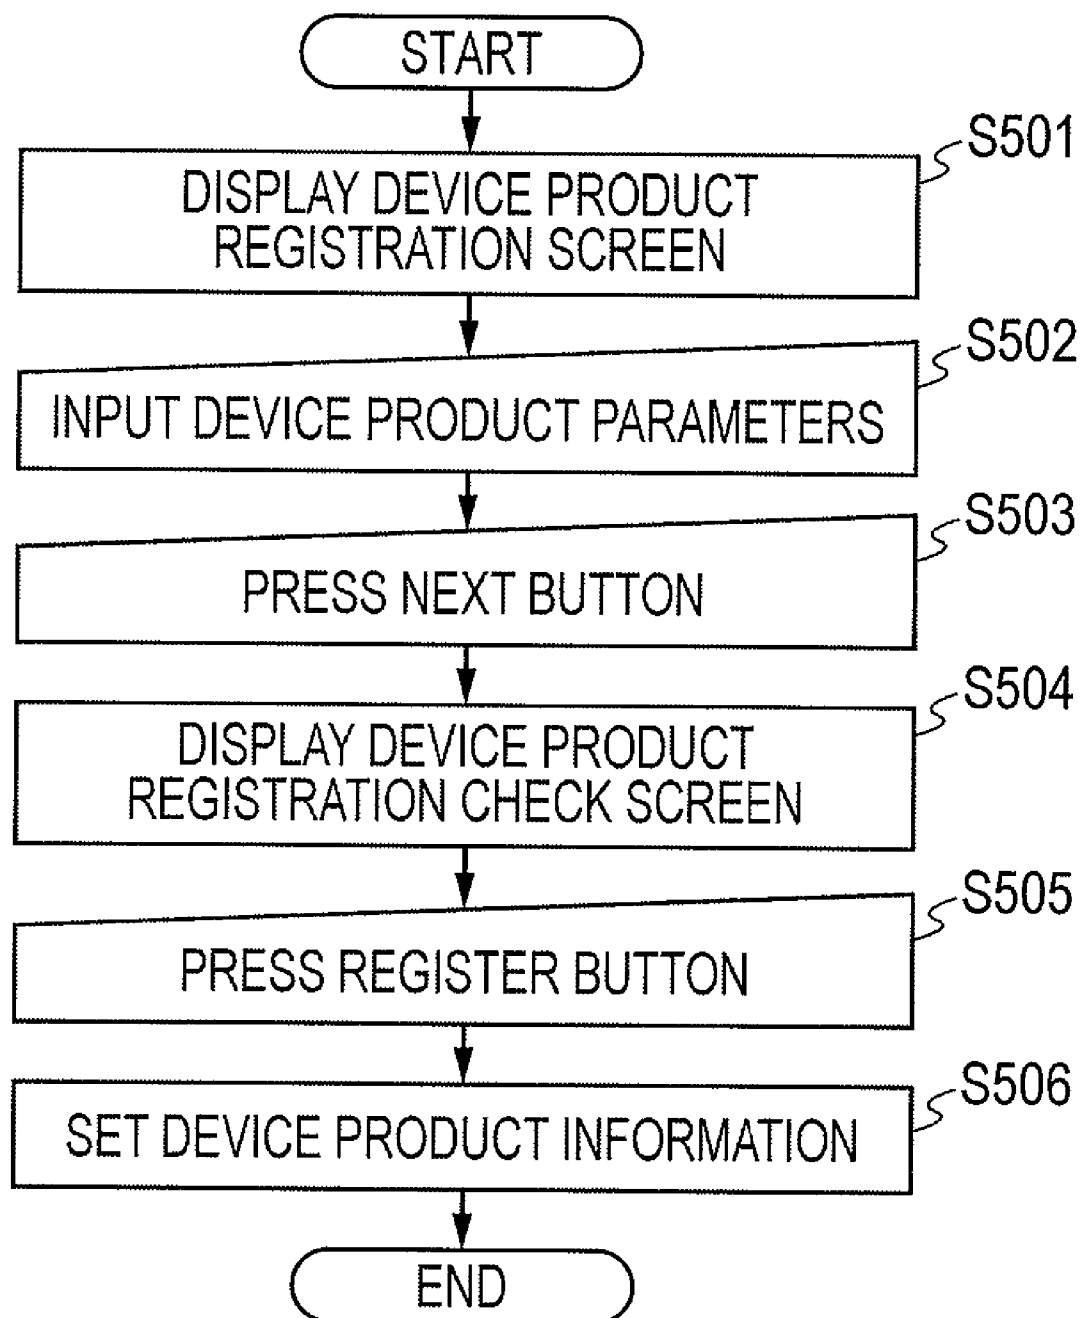 START
S501
DISPLAY DEVICE PRODUCT
REGISTRATION SCREEN
S502
INPUT DEVICE PRODUCT PARAMETERS
S503
PRESS NEXT BUTTON
S504
DISPLAY DEVICE PRODUCT
REGISTRATION CHECK SCREEN
S505
PRESS REGISTER BUTTON
S506
SET DEVICE PRODUCT INFORMATION
END